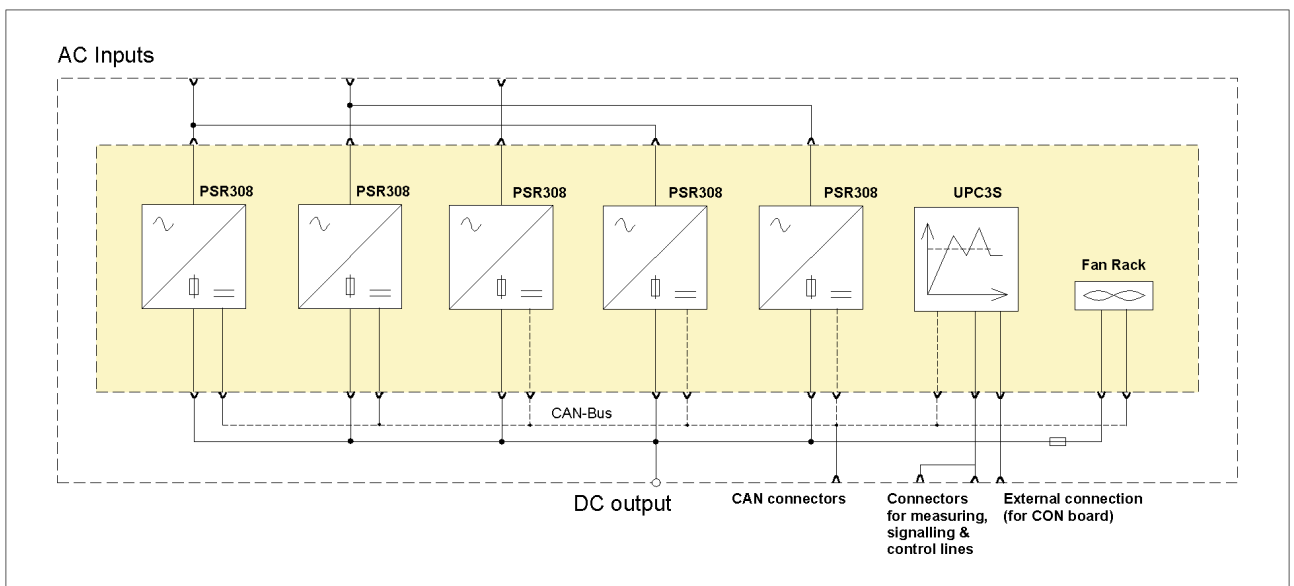 AC Inputs
PSR308
PSR308
PSR308
PSR308
PSR308
UPC3S
Fan Rack
CAN-Bus
DC output
CAN connectors
Connectors
for measuring,
signalling &
control lines
External connection
(for CON board)